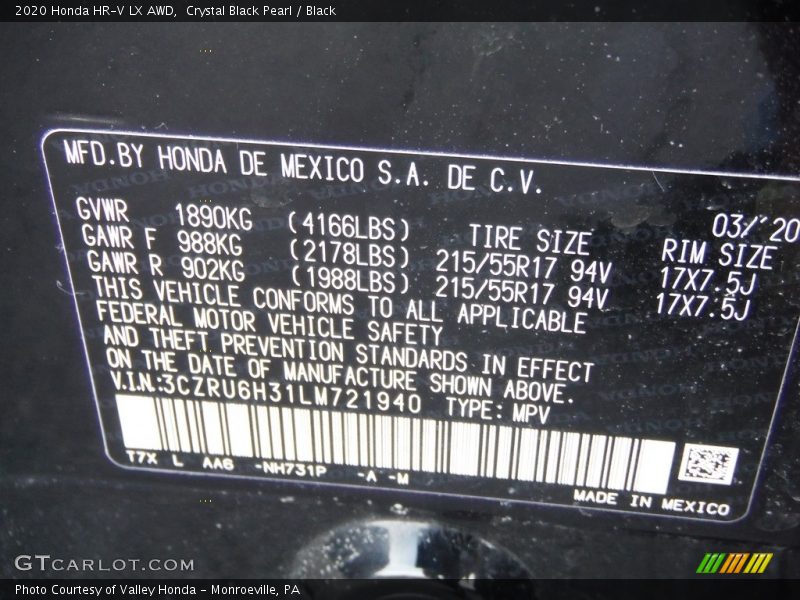 2020 Honda HR-V LX AWD,  Crystal Black Pearl / Black
MFD.BY HONDA DE MEXICO S.A. DE C.V.
03/'20
GVWR 1890KG (4166LBS) TIRE SIZE RIM SIZE
GAWR F 988KG (2178LBS) 215/55R17 94V 17X7.5J
GAWR R 902KG (1988LBS) 215/55R17 94V 17X7.5J
THIS VEHICLE CONFORMS TO ALL APPLICABLE
FEDERAL MOTOR VEHICLE SAFETY
AND THEFT PREVENTION STANDARDS IN EFFECT
ON THE DATE OF MANUFACTURE SHOWN ABOVE.
V.I.N:3CZRU6H31LM721940 TYPE: MPV
T7X L AA6 -NH731P -A -M
MADE IN MEXICO
GTCARLOT.COM
Photo Courtesy of Valley Honda - Monroeville, PA